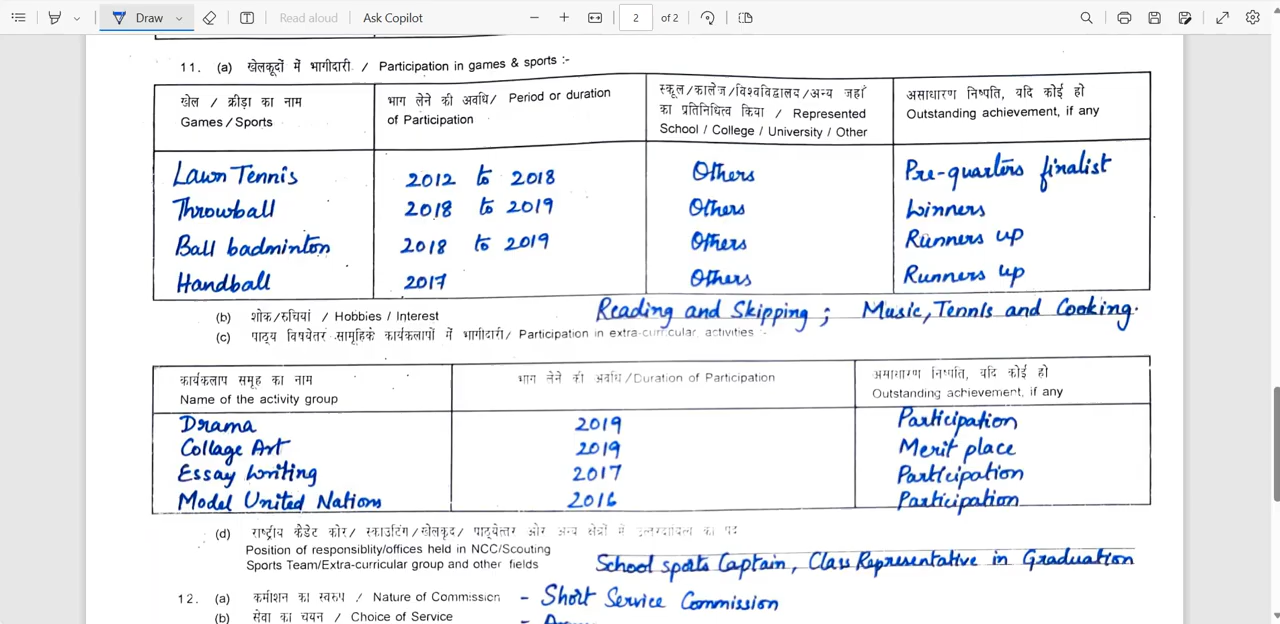 Draw
Read aloud
Ask Copilot
2
of 2
11. (a) खेलकूदों में भागीदारी / Participation in games & sports :-
खेल / क्रीड़ा का नाम
Games / Sports
भाग लेने की अवधि/ Period or duration
of Participation
स्कूल/कालेज/विश्वविद्यालय/अन्य जहाँ
का प्रतिनिधित्व किया / Represented
School / College / University / Other
असाधारण निष्पति, यदि कोई हो
Outstanding achievement, if any
Lawn Tennis 2012 to 2018 Others Pre-quarters finalist
Throwball 2018 to 2019 Others Winners
Ball badminton 2018 to 2019 Others Runners up
Handball 2017 Others Runners up
(b) शोक/रुचियां / Hobbies / Interest Reading and Skipping ; Music, Tennis and Cooking.
(c) पाठ्य विषयेतर सामूहिक कार्यकलापों में भागीदारी/ Participation in extra-curricular activities :-
कार्यकलाप समूह का नाम
Name of the activity group
भाग लेने की अवधि/Duration of Participation
असाधारण निष्पति, यदि कोई हो
Outstanding achievement, if any
Drama 2019 Participation
Collage Art 2019 Merit place
Essay Writing 2017 Participation
Model United Nations 2016 Participation
(d) राष्ट्रीय कैडेट कोर/ स्काउटिंग/खेलकूद/ पाठ्येत्तर और अन्य क्षेत्रों में का पद
Position of responsiblity/offices held in NCC/Scouting
Sports Team/Extra-curricular group and other fields School sports Captain, Class Representative in Graduation
12. (a) कमीशन का स्वरुप / Nature of Commission - Short Service Commission
(b) सेवा का चयन / Choice of Service -